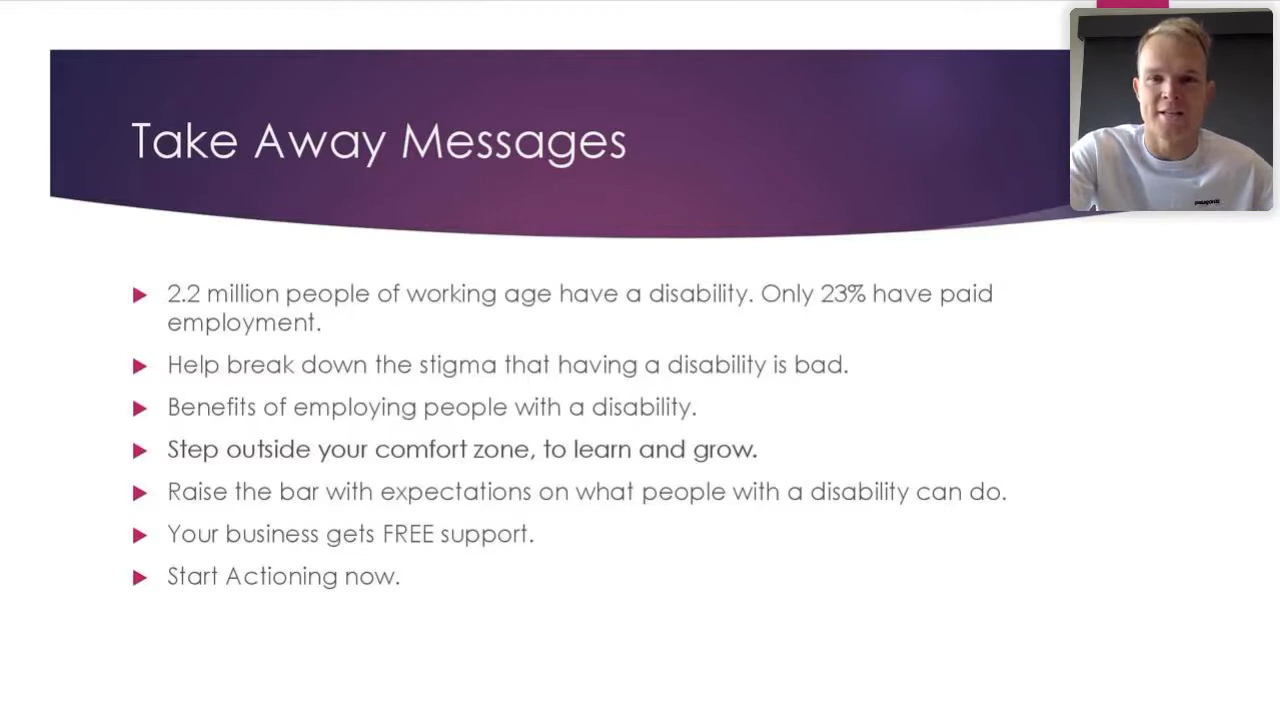 Take Away Messages
2.2 million people of working age have a disability. Only 23% have paid
employment.
Help break down the stigma that having a disability is bad.
Benefits of employing people with a disability.
Step outside your comfort zone, to learn and grow.
Raise the bar with expectations on what people with a disability can do.
Your business gets FREE support.
Start Actioning now.
patagonia